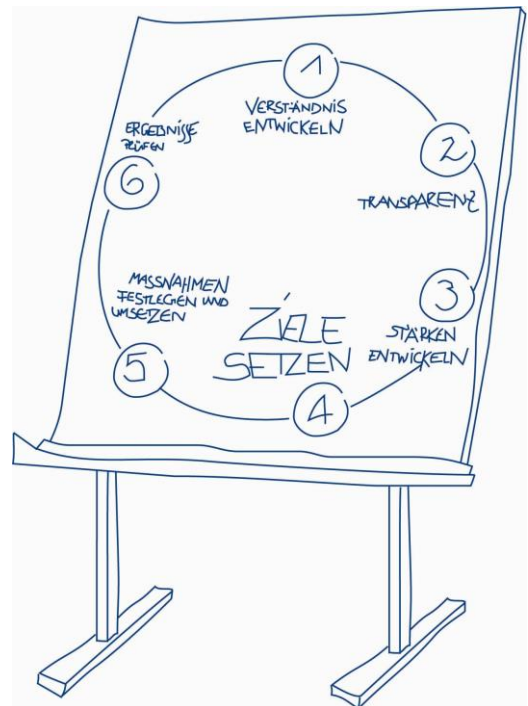 1
VERSTÄNDNIS
ENTWICKELN
2
TRANSPARENZ
3
STÄRKEN
ENTWICKELN
4
ZIELE
SETZEN
5
MASSNAHMEN
FESTLEGEN UND
UMSETZEN
6
ERGEBNISSE
PRÜFEN